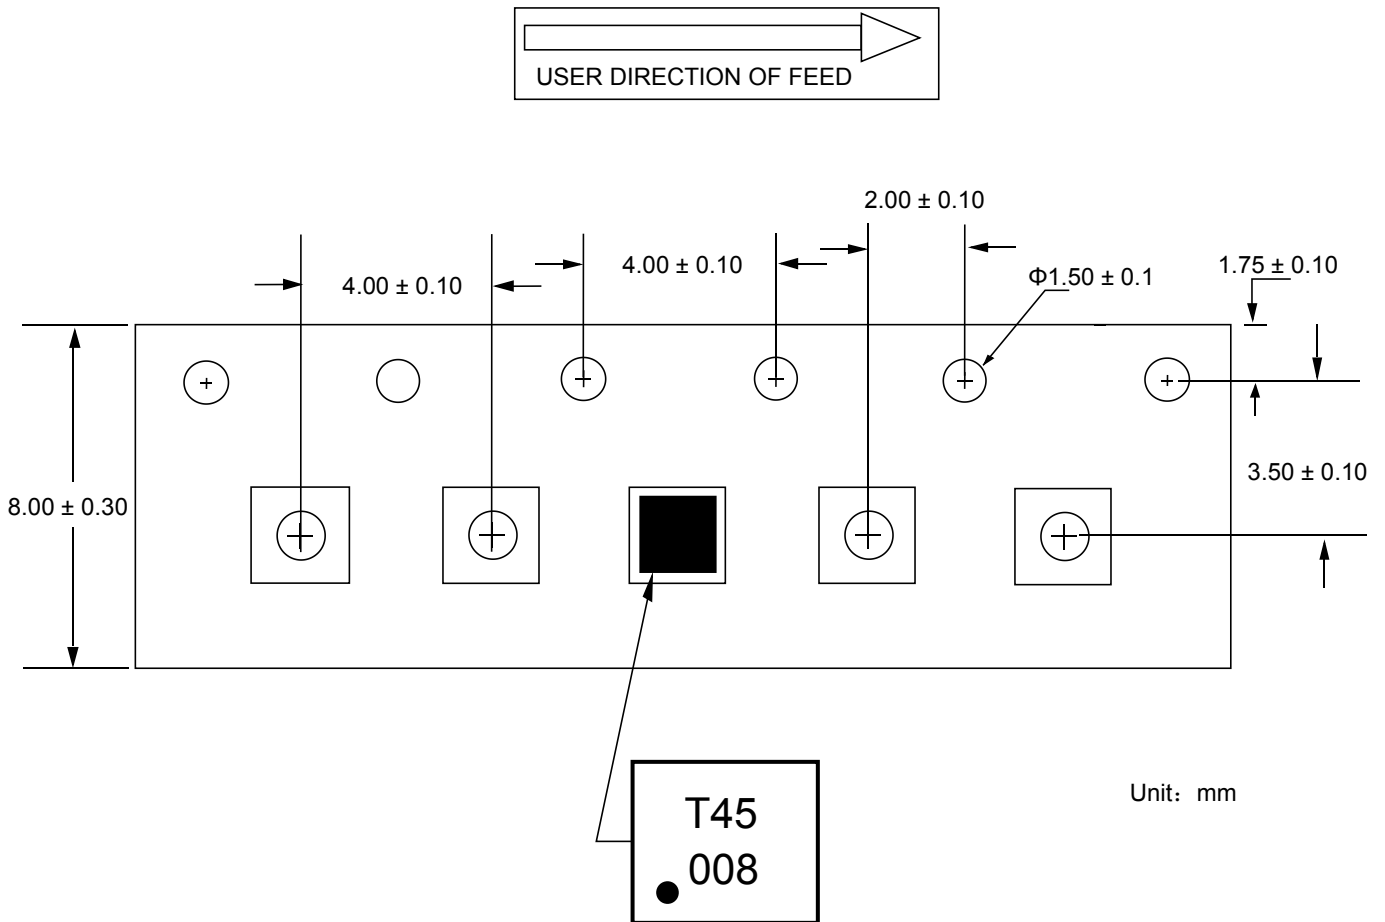 USER DIRECTION OF FEED
2.00 ± 0.10
4.00 ± 0.10
4.00 ± 0.10
Φ1.50 ± 0.1
1.75 ± 0.10
8.00 ± 0.30
3.50 ± 0.10
T45
008
Unit：mm